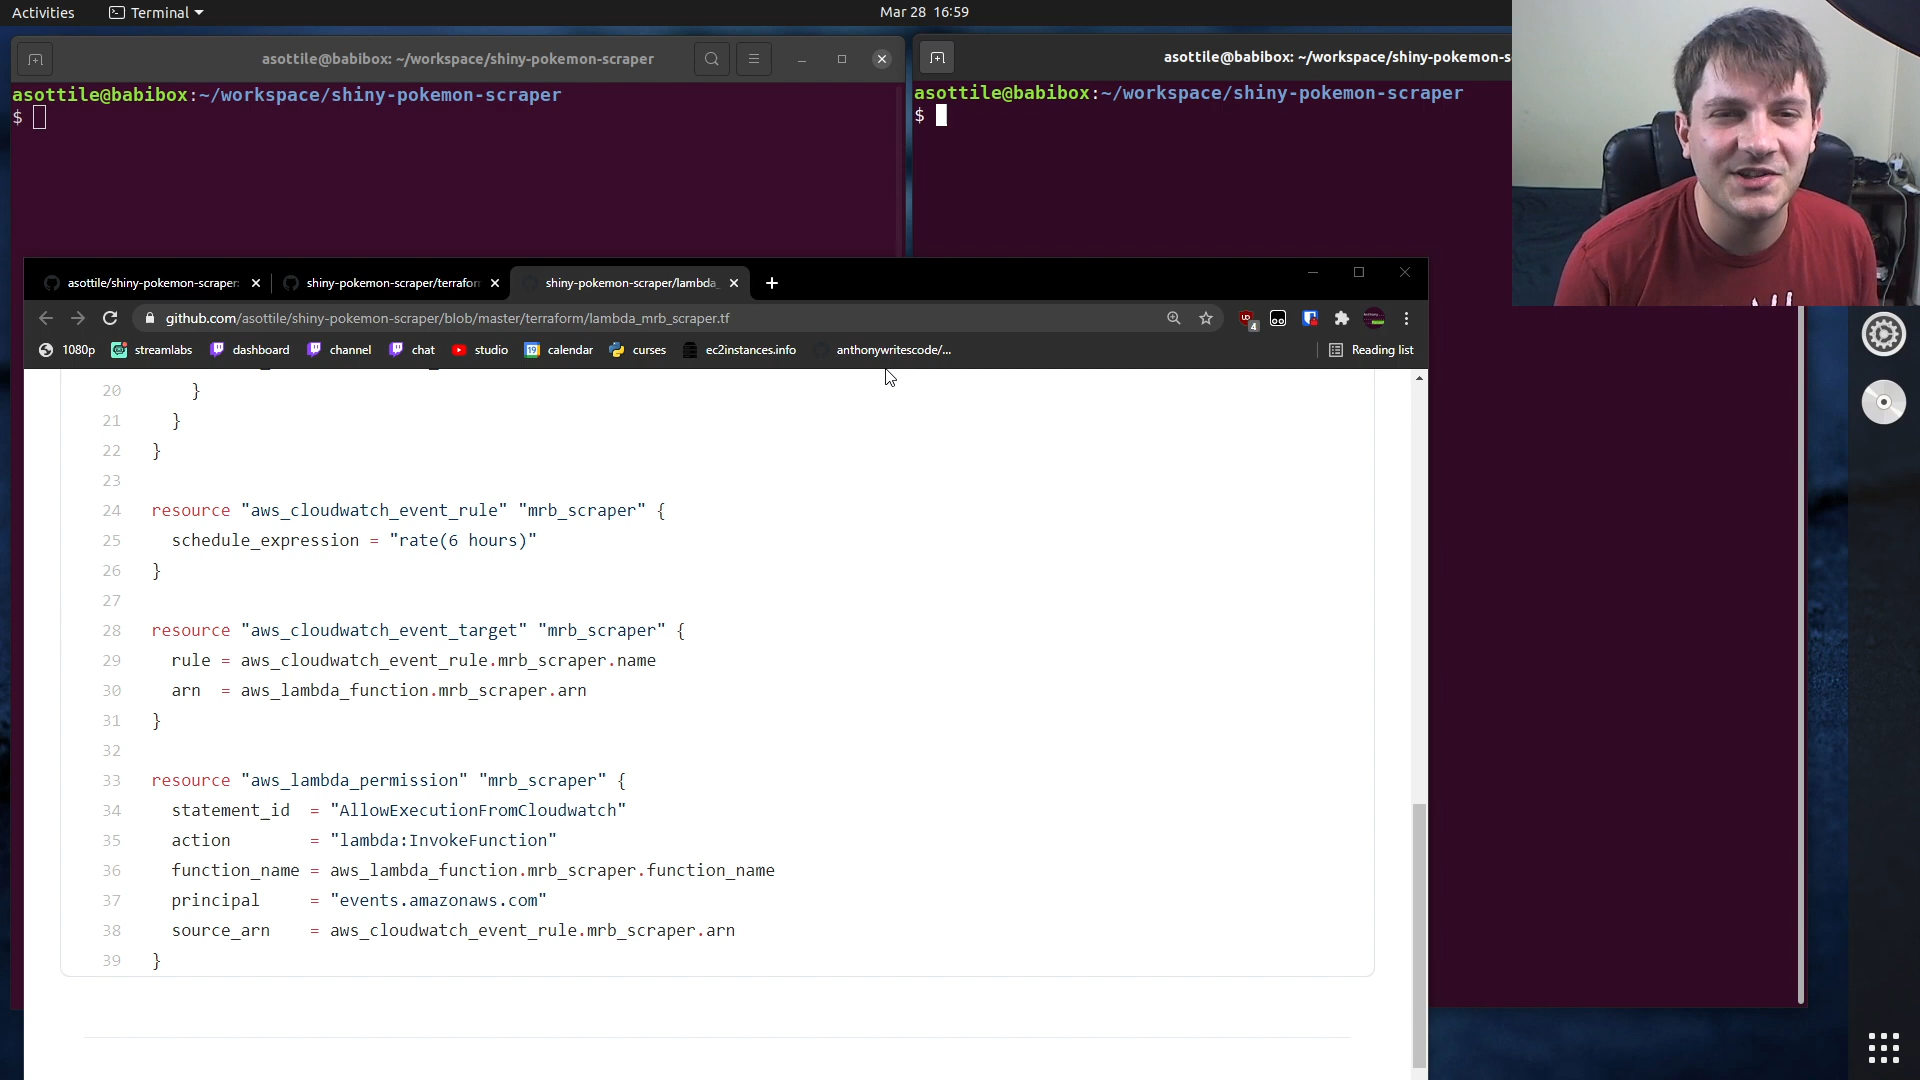 Activities
Terminal
Mar 28 16:59
asottile@babibox: ~/workspace/shiny-pokemon-scraper
asottile@babibox:~/workspace/shiny-pokemon-scraper
$
asottile@babibox: ~/workspace/shiny-pokemon-s
asottile@babibox:~/workspace/shiny-pokemon-scraper
$
asottile/shiny-pokemon-scraper:
shiny-pokemon-scraper/terraform
shiny-pokemon-scraper/lambda_
github.com/asottile/shiny-pokemon-scraper/blob/master/terraform/lambda_mrb_scraper.tf
4
1080p
streamlabs
dashboard
channel
chat
studio
19
calendar
curses
ec2instances.info
anthonywritescode/...
Reading list
20 }
21 }
22 }
23
24 resource "aws_cloudwatch_event_rule" "mrb_scraper" {
25 schedule_expression = "rate(6 hours)"
26 }
27
28 resource "aws_cloudwatch_event_target" "mrb_scraper" {
29 rule = aws_cloudwatch_event_rule.mrb_scraper.name
30 arn = aws_lambda_function.mrb_scraper.arn
31 }
32
33 resource "aws_lambda_permission" "mrb_scraper" {
34 statement_id = "AllowExecutionFromCloudwatch"
35 action = "lambda:InvokeFunction"
36 function_name = aws_lambda_function.mrb_scraper.function_name
37 principal = "events.amazonaws.com"
38 source_arn = aws_cloudwatch_event_rule.mrb_scraper.arn
39 }